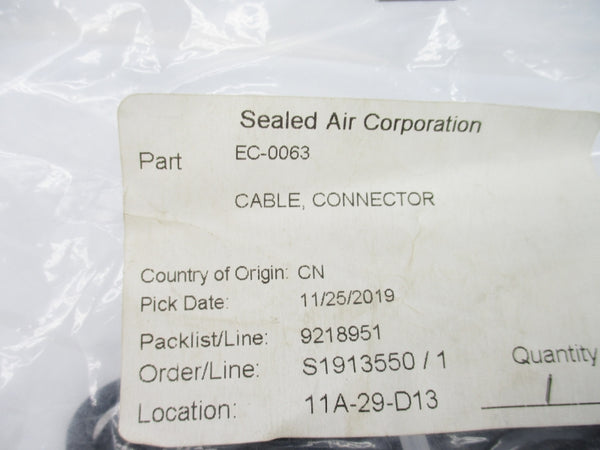 Sealed Air Corporation
Part EC-0063
CABLE, CONNECTOR
Country of Origin: CN
Pick Date: 11/25/2019
Packlist/Line: 9218951
Order/Line: S1913550 / 1
Quantity
Location: 11A-29-D13 1